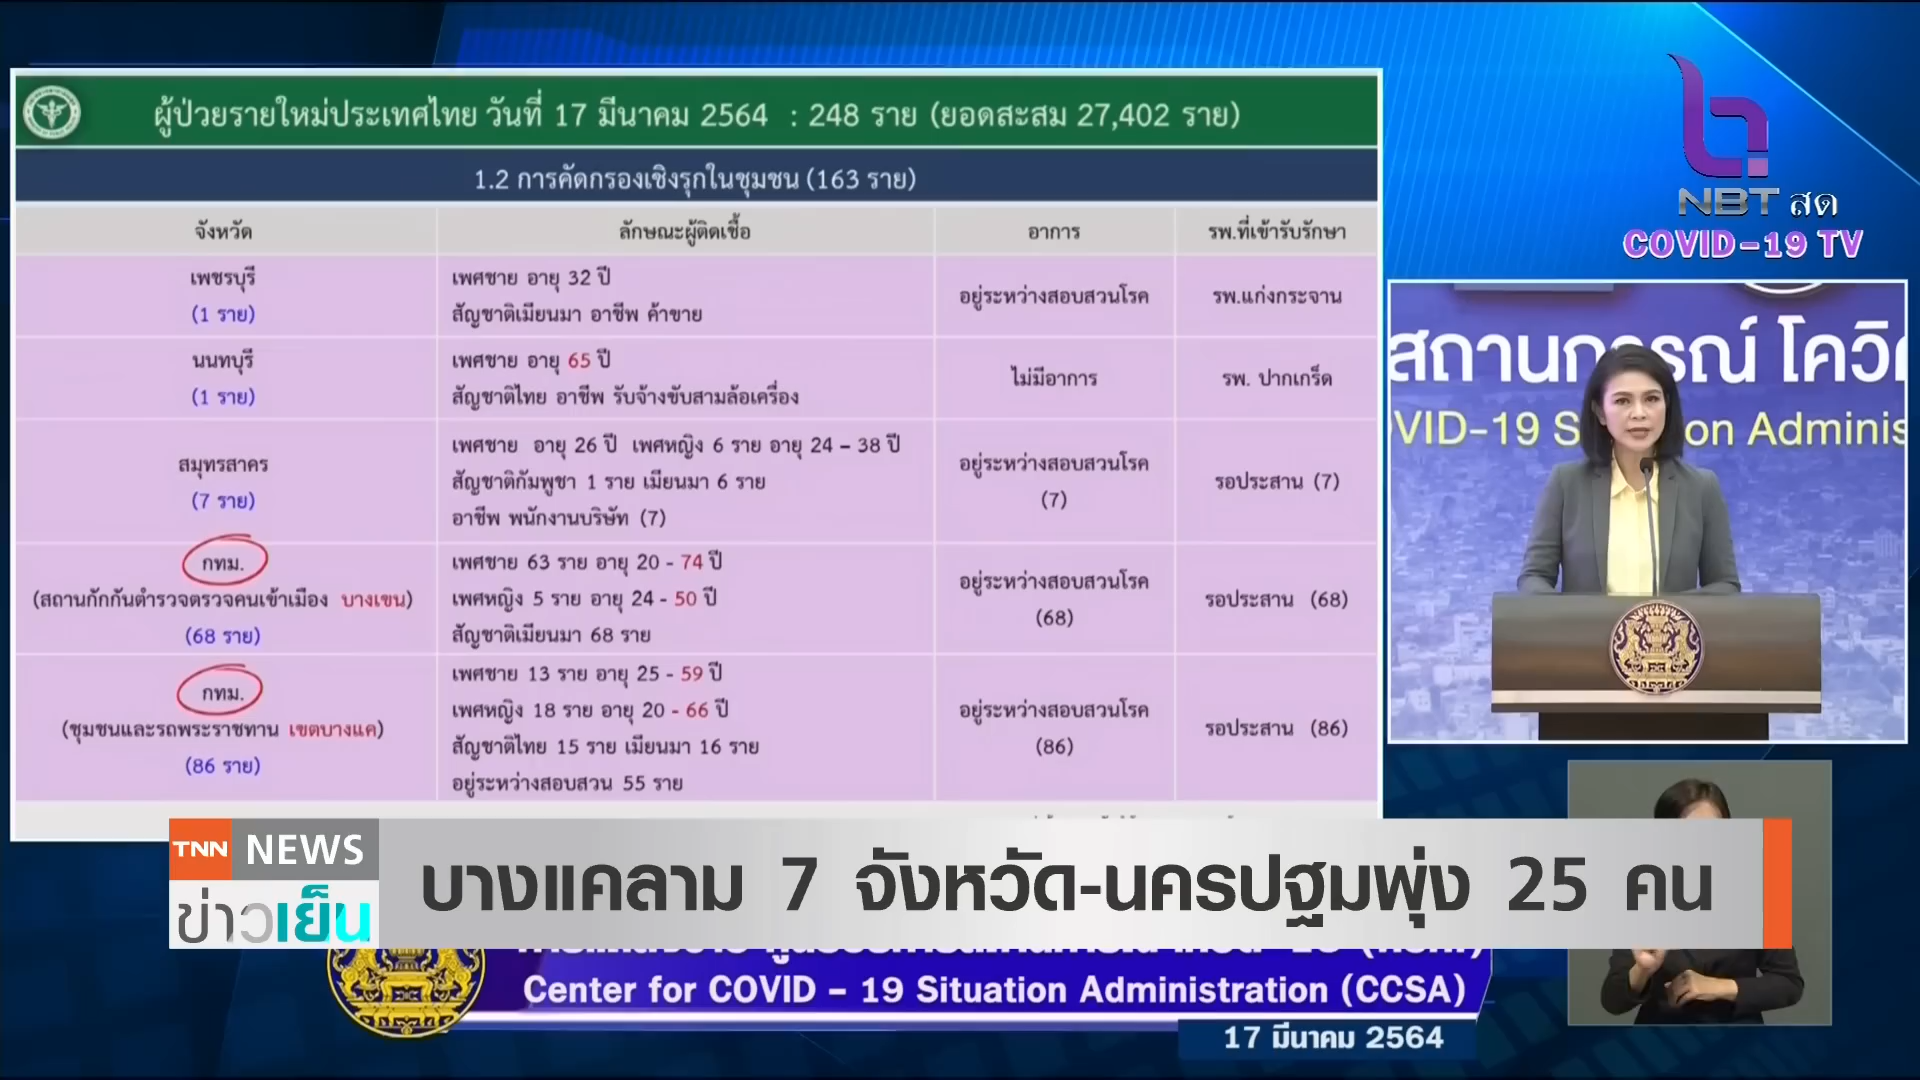 ผู้ป่วยรายใหม่ประเทศไทย วันที่ 17 มีนาคม 2564 : 248 ราย (ยอดสะสม 27,402 ราย)
1.2 การคัดกรองเชิงรุกในชุมชน (163 ราย)
จังหวัด ลักษณะผู้ติดเชื้อ อาการ รพ.ที่เข้ารับรักษา
เพชรบุรี
(1 ราย)
เพศชาย อายุ 32 ปี
สัญชาติเมียนมา อาชีพ ค้าขาย
อยู่ระหว่างสอบสวนโรค
รพ.แก่งกระจาน
นนทบุรี
(1 ราย)
เพศชาย อายุ 65 ปี
สัญชาติไทย อาชีพ รับจ้างขับสามล้อเครื่อง
ไม่มีอาการ
รพ. ปากเกร็ด
สมุทรสาคร
(7 ราย)
เพศชาย อายุ 26 ปี เพศหญิง 6 ราย อายุ 24 – 38 ปี
สัญชาติกัมพูชา 1 ราย เมียนมา 6 ราย
อาชีพ พนักงานบริษัท (7)
อยู่ระหว่างสอบสวนโรค
(7)
รอประสาน (7)
กทม.
(สถานกักกันตำรวจตรวจคนเข้าเมือง บางเขน)
(68 ราย)
เพศชาย 63 ราย อายุ 20 - 74 ปี
เพศหญิง 5 ราย อายุ 24 - 50 ปี
สัญชาติเมียนมา 68 ราย
อยู่ระหว่างสอบสวนโรค
(68)
รอประสาน (68)
กทม.
(ชุมชนและรถพระราชทาน เขตบางแค)
(86 ราย)
เพศชาย 13 ราย อายุ 25 - 59 ปี
เพศหญิง 18 ราย อายุ 20 - 66 ปี
สัญชาติไทย 15 ราย เมียนมา 16 ราย
อยู่ระหว่างสอบสวน 55 ราย
อยู่ระหว่างสอบสวนโรค
(86)
รอประสาน (86)
NBT สด
COVID-19 TV
สถานการณ์ โควิ
VID-19 S on Adminis
TNN NEWS
ข่าวเย็น
บางแคลาม 7 จังหวัด-นครปฐมพุ่ง 25 คน
Center for COVID – 19 Situation Administration (CCSA)
17 มีนาคม 2564